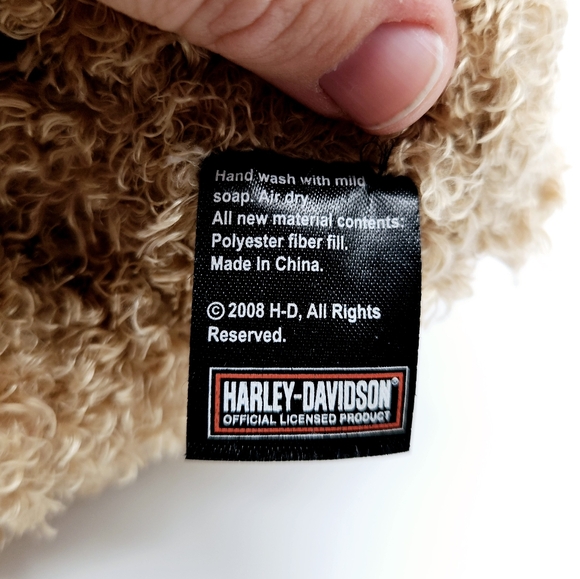 Hand wash with mild
soap. Air dry.
All new material contents:
Polyester fiber fill.
Made In China.
© 2008 H-D, All Rights
Reserved.
HARLEY-DAVIDSON®
OFFICIAL LICENSED PRODUCT